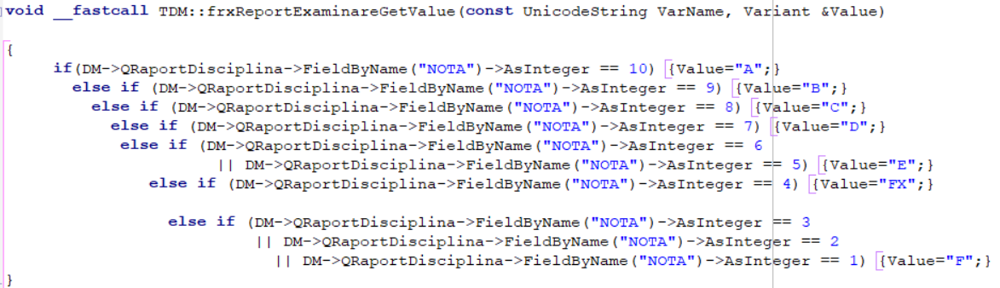 void __fastcall TDM::frxReportExaminareGetValue(const UnicodeString VarName, Variant &Value)
{
if(DM->QRaportDisciplina->FieldByName("NOTA")->AsInteger == 10) {Value="A";}
else if (DM->QRaportDisciplina->FieldByName("NOTA")->AsInteger == 9) {Value="B";}
else if (DM->QRaportDisciplina->FieldByName("NOTA")->AsInteger == 8) {Value="C";}
else if (DM->QRaportDisciplina->FieldByName("NOTA")->AsInteger == 7) {Value="D";}
else if (DM->QRaportDisciplina->FieldByName("NOTA")->AsInteger == 6
|| DM->QRaportDisciplina->FieldByName("NOTA")->AsInteger == 5) {Value="E";}
else if (DM->QRaportDisciplina->FieldByName("NOTA")->AsInteger == 4) {Value="FX";}
else if (DM->QRaportDisciplina->FieldByName("NOTA")->AsInteger == 3
|| DM->QRaportDisciplina->FieldByName("NOTA")->AsInteger == 2
|| DM->QRaportDisciplina->FieldByName("NOTA")->AsInteger == 1) {Value="F";}
}